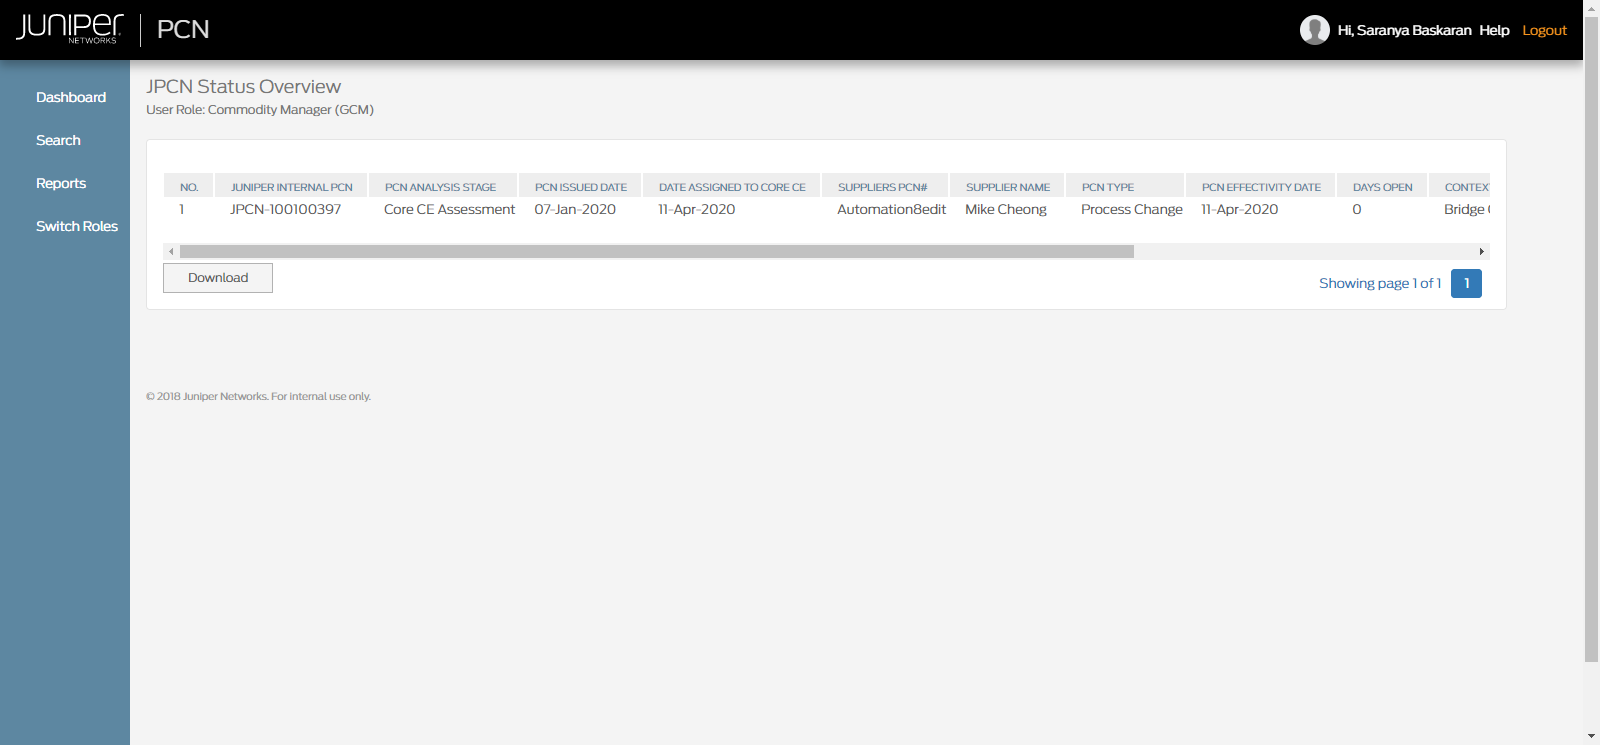 JUNIPER NETWORKS | PCN
Hi, Saranya Baskaran Help Logout
Dashboard
Search
Reports
Switch Roles
JPCN Status Overview
User Role: Commodity Manager (GCM)
NO. JUNIPER INTERNAL PCN PCN ANALYSIS STAGE PCN ISSUED DATE DATE ASSIGNED TO CORE CE SUPPLIERS PCN# SUPPLIER NAME PCN TYPE PCN EFFECTIVITY DATE DAYS OPEN CONTEX
1 JPCN-100100397 Core CE Assessment 07-Jan-2020 11-Apr-2020 Automation8edit Mike Cheong Process Change 11-Apr-2020 0 Bridge
Download
Showing page 1 of 1 1
© 2018 Juniper Networks. For internal use only.